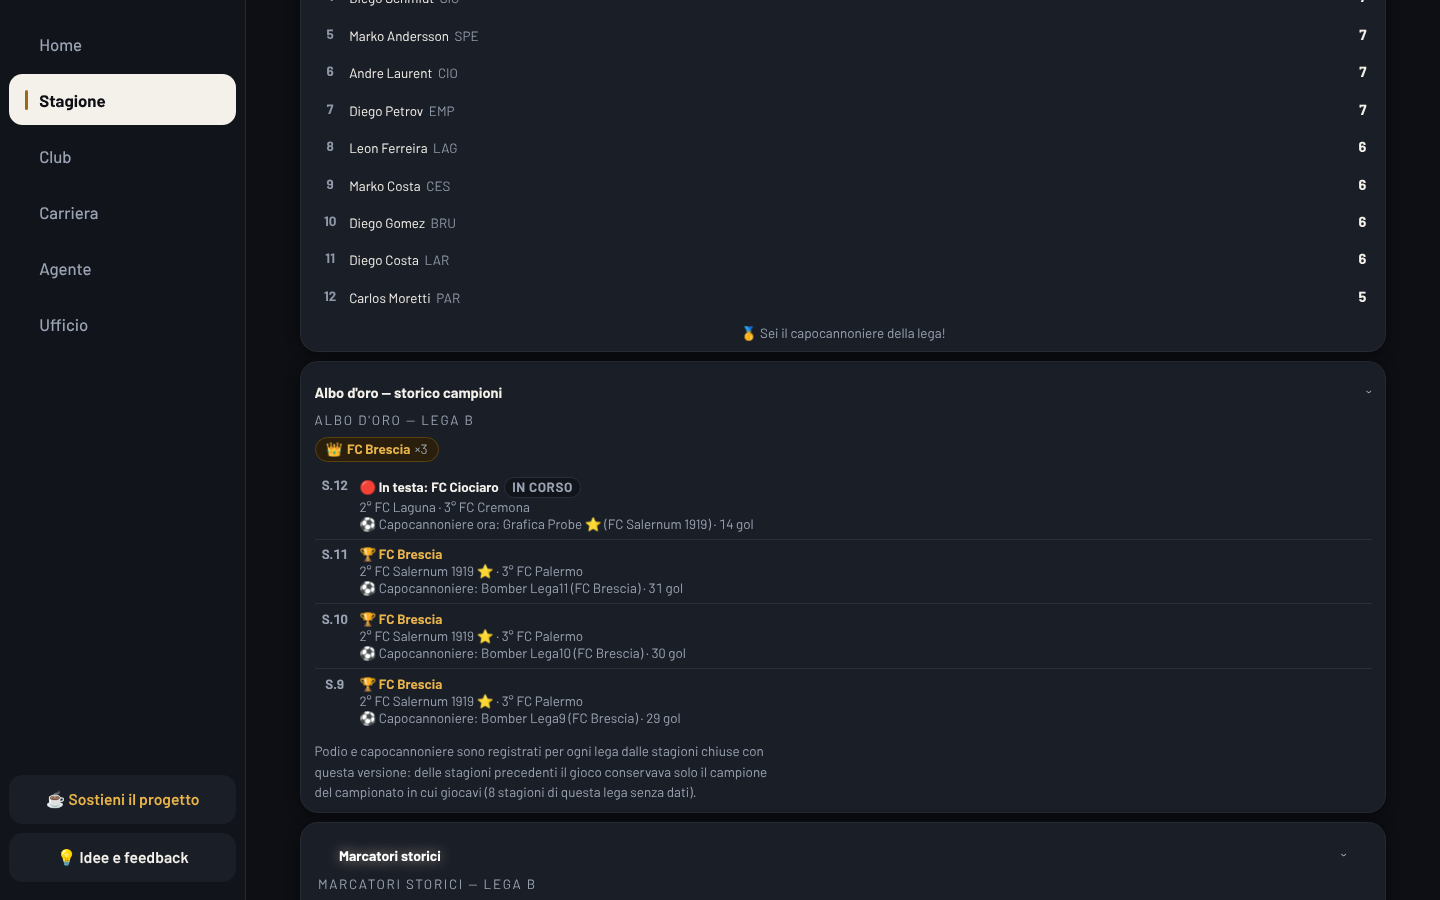 Home
Stagione
Club
Carriera
Agente
Ufficio
☕ Sostieni il progetto
💡 Idee e feedback
5 Marko Andersson SPE 7
6 Andre Laurent CIO 7
7 Diego Petrov EMP 7
8 Leon Ferreira LAG 6
9 Marko Costa CES 6
10 Diego Gomez BRU 6
11 Diego Costa LAR 6
12 Carlos Moretti PAR 5
🏅 Sei il capocannoniere della lega!
Albo d'oro — storico campioni
ALBO D'ORO — LEGA B
👑 FC Brescia ×3
S.12 🔴 In testa: FC Ciociaro IN CORSO
2° FC Laguna · 3° FC Cremona
⚽ Capocannoniere ora: Grafica Probe ⭐ (FC Salernum 1919) · 14 gol
S.11 🏆 FC Brescia
2° FC Salernum 1919 ⭐ · 3° FC Palermo
⚽ Capocannoniere: Bomber Lega11 (FC Brescia) · 31 gol
S.10 🏆 FC Brescia
2° FC Salernum 1919 ⭐ · 3° FC Palermo
⚽ Capocannoniere: Bomber Lega10 (FC Brescia) · 30 gol
S.9 🏆 FC Brescia
2° FC Salernum 1919 ⭐ · 3° FC Palermo
⚽ Capocannoniere: Bomber Lega9 (FC Brescia) · 29 gol
Podio e capocannoniere sono registrati per ogni lega dalle stagioni chiuse con
questa versione: delle stagioni precedenti il gioco conservava solo il campione
del campionato in cui giocavi (8 stagioni di questa lega senza dati).
Marcatori storici
MARCATORI STORICI — LEGA B